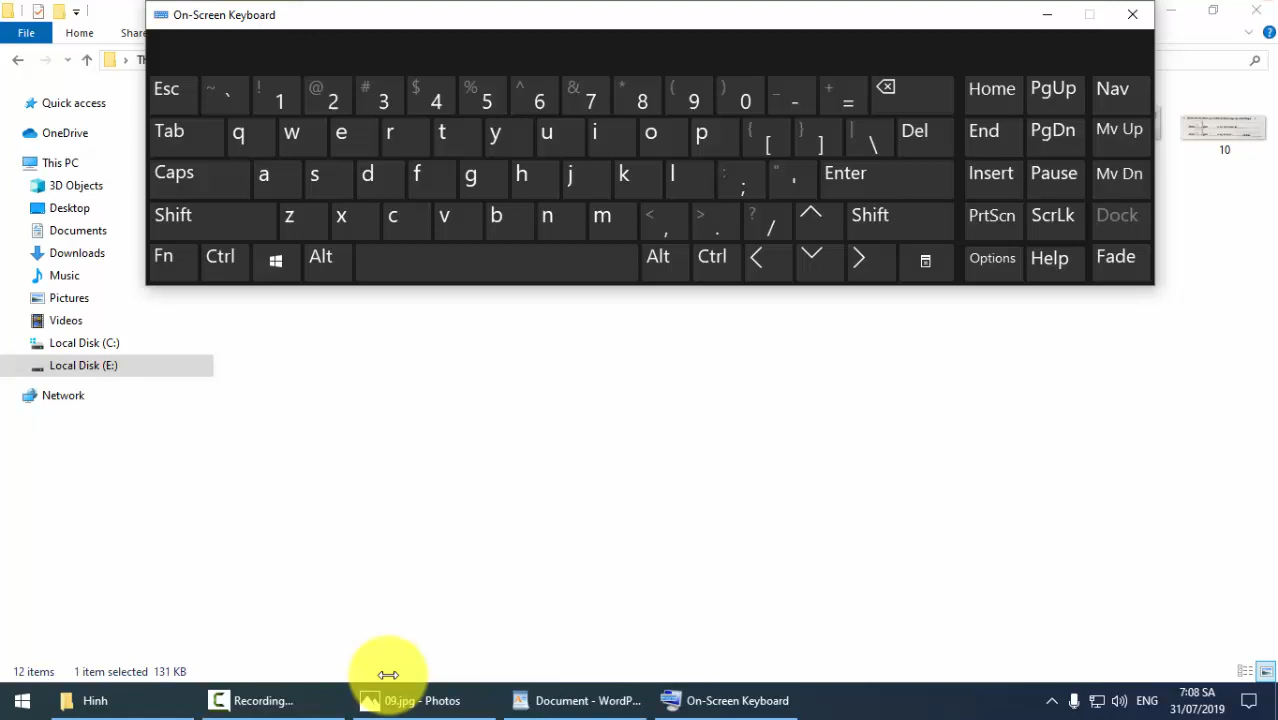 On-Screen Keyboard
File Home Share
Esc ~ ` ! 1 @ 2 # 3 $ 4 % 5 ^ 6 & 7 * 8 ( 9 ) 0 _ - + = Home PgUp Nav
Tab q w e r t y u i o p { [ } ] | \ Del End PgDn Mv Up
Caps a s d f g h j k l : ; " ' Enter Insert Pause Mv Dn
Shift z x c v b n m < , > . ? / Shift PrtScn ScrLk Dock
Fn Ctrl Alt Alt Ctrl Options Help Fade
Quick access
OneDrive
This PC
3D Objects
Desktop
Documents
Downloads
Music
Pictures
Videos
Local Disk (C:)
Local Disk (E:)
Network
10
12 items 1 item selected 131 KB
Hinh Recording... 09.jpg - Photos Document - WordP... On-Screen Keyboard ENG 7:08 SA
31/07/2019